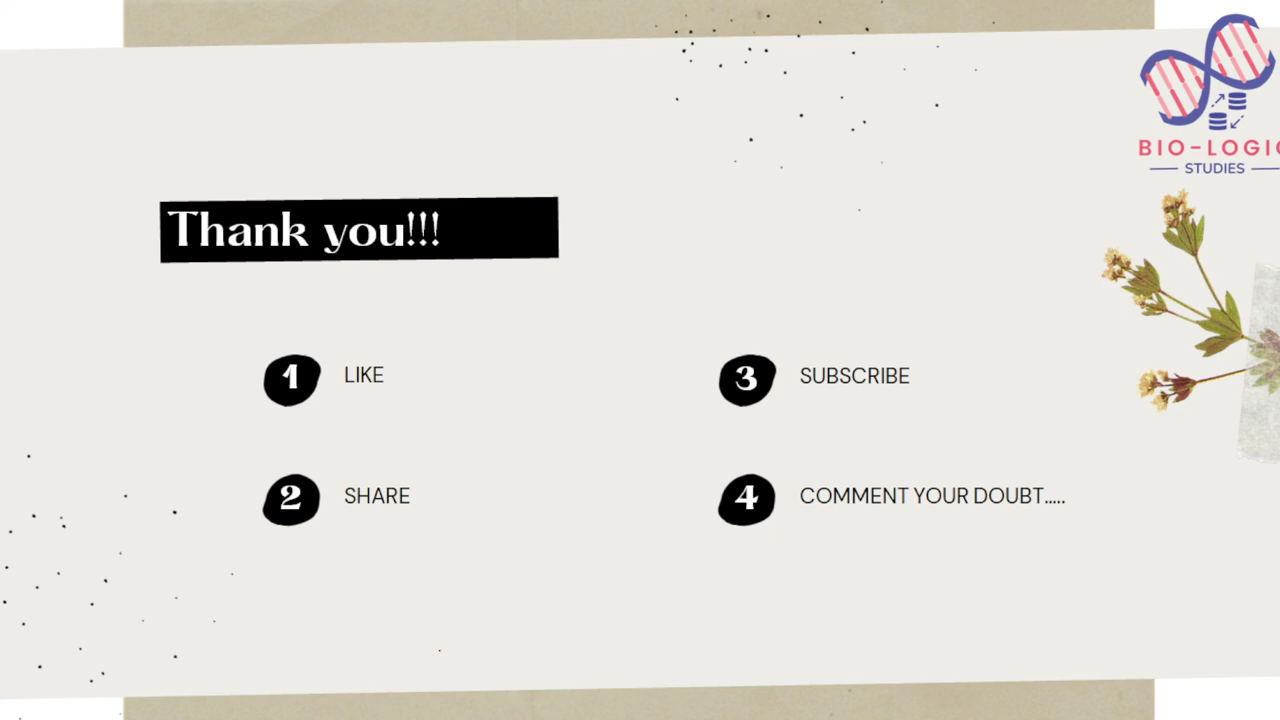 BIO-LOGIC
STUDIES
Thank you!!!
1 LIKE
2 SHARE
3 SUBSCRIBE
4 COMMENT YOUR DOUBT.....